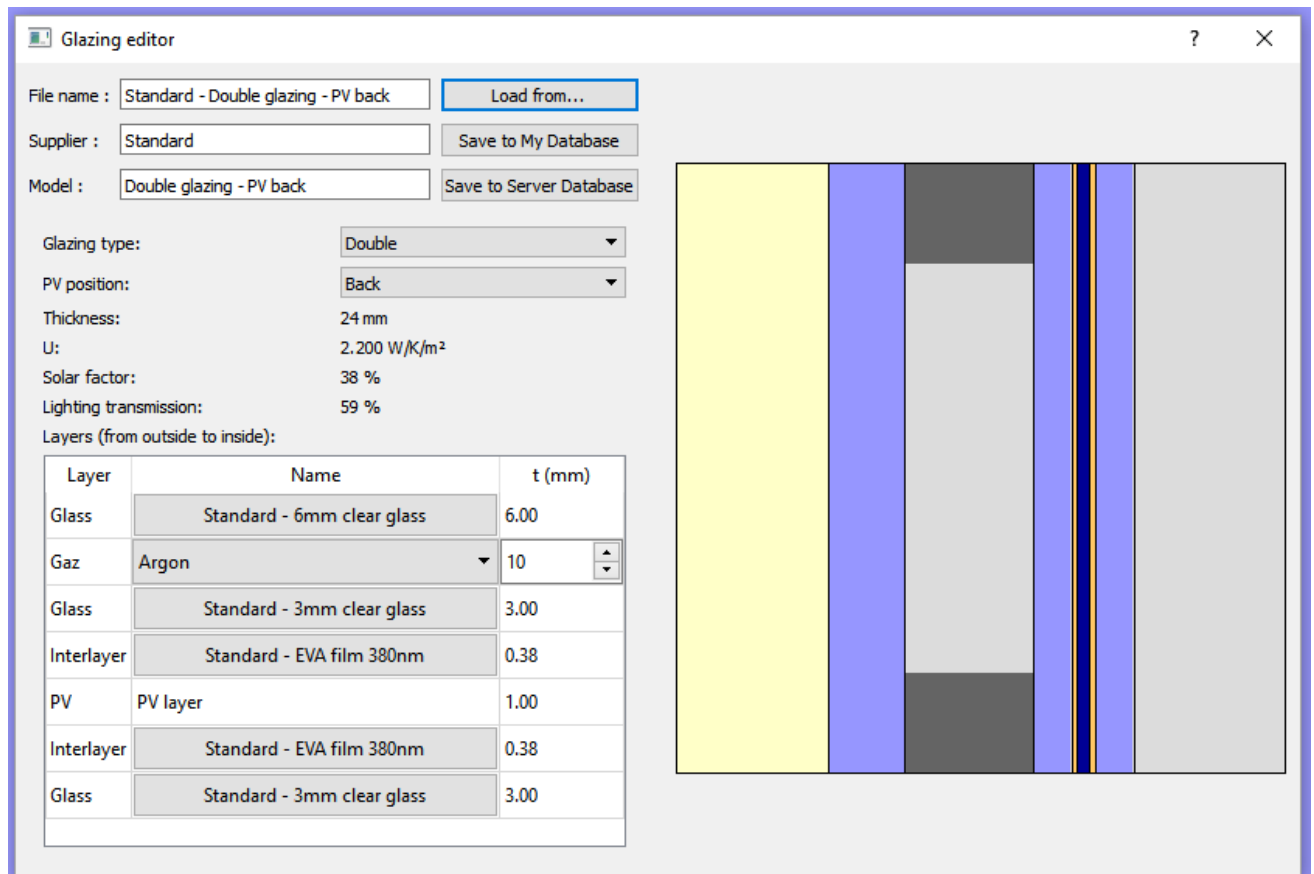 Glazing editor ?
File name : Standard - Double glazing - PV back Load from...
Supplier : Standard Save to My Database
Model : Double glazing - PV back Save to Server Database
Glazing type: Double
PV position: Back
Thickness: 24 mm
U: 2.200 W/K/m²
Solar factor: 38 %
Lighting transmission: 59 %
Layers (from outside to inside):
Layer Name t (mm)
Glass Standard - 6mm clear glass 6.00
Gaz Argon 10
Glass Standard - 3mm clear glass 3.00
Interlayer Standard - EVA film 380nm 0.38
PV PV layer 1.00
Interlayer Standard - EVA film 380nm 0.38
Glass Standard - 3mm clear glass 3.00